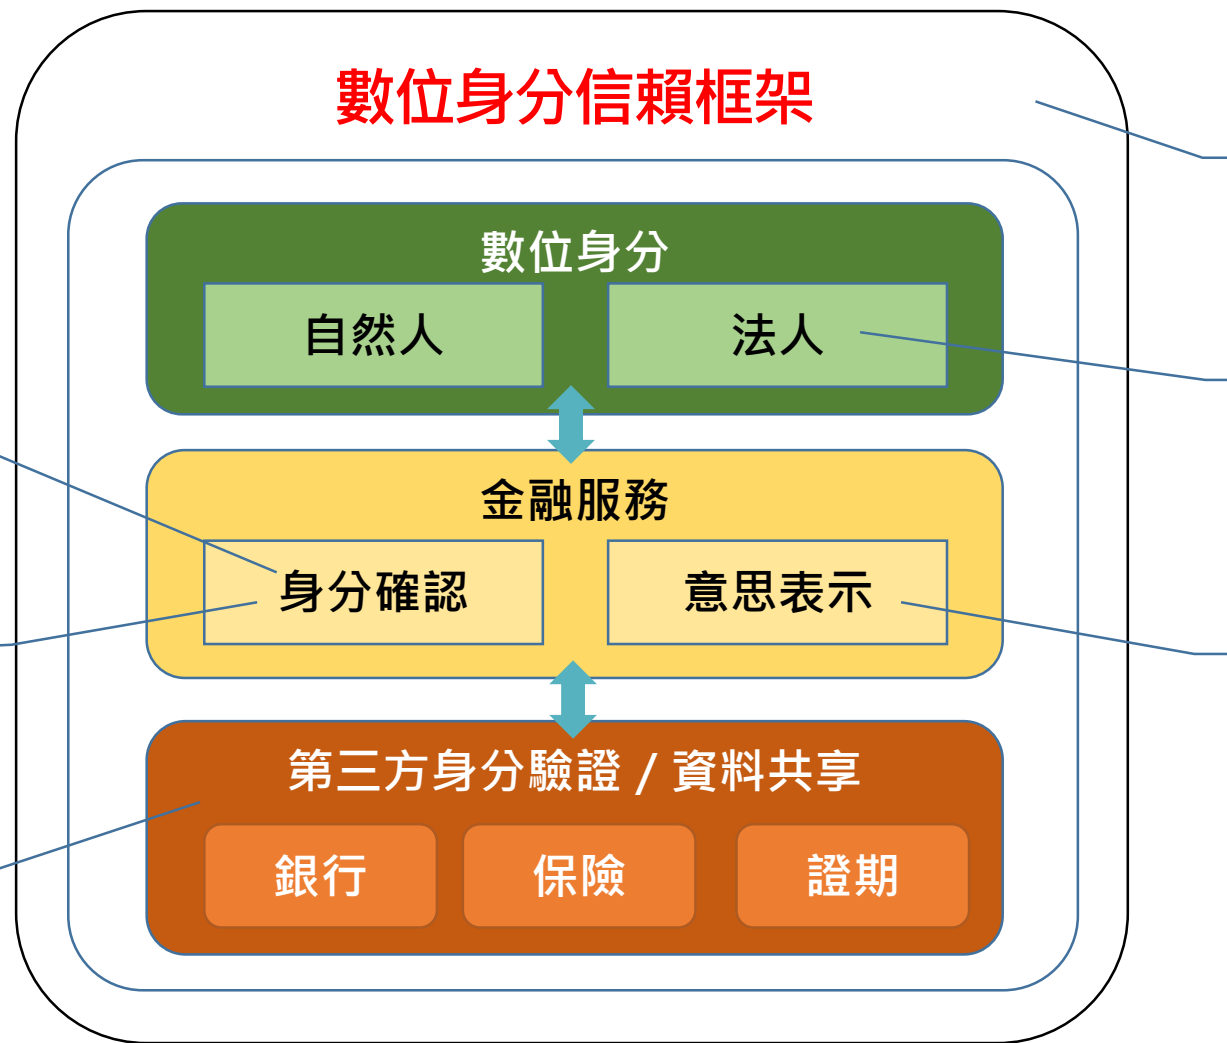 數位身分信賴框架
數位身分
自然人
法人
金融服務
身分確認
意思表示
第三方身分驗證 / 資料共享
銀行
保險
證期